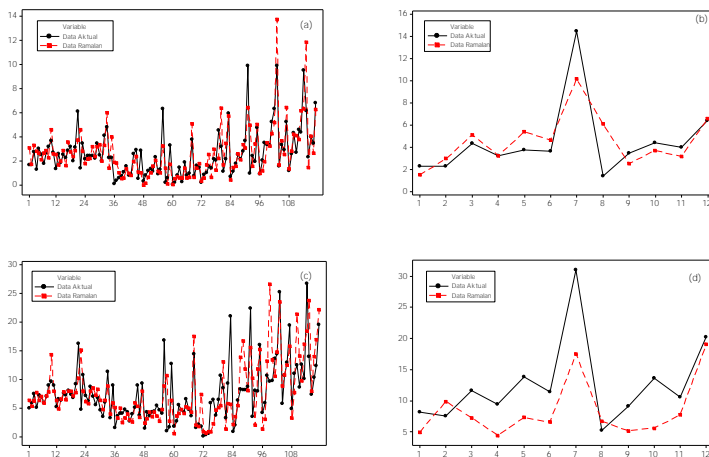 (a)
Variable
Data Aktual
Data Ramalan
14
12
10
8
6
4
2
0
1 12 24 36 48 60 72 84 96 108
(b)
Variable
Data Aktual
Data Ramalan
16
14
12
10
8
6
4
2
0
1 2 3 4 5 6 7 8 9 10 11 12
(c)
Variable
Data Aktual
Data Ramalan
30
25
20
15
10
5
0
1 12 24 36 48 60 72 84 96 108
(d)
Variable
Data Aktual
Data Ramalan
30
25
20
15
10
5
0
1 2 3 4 5 6 7 8 9 10 11 12